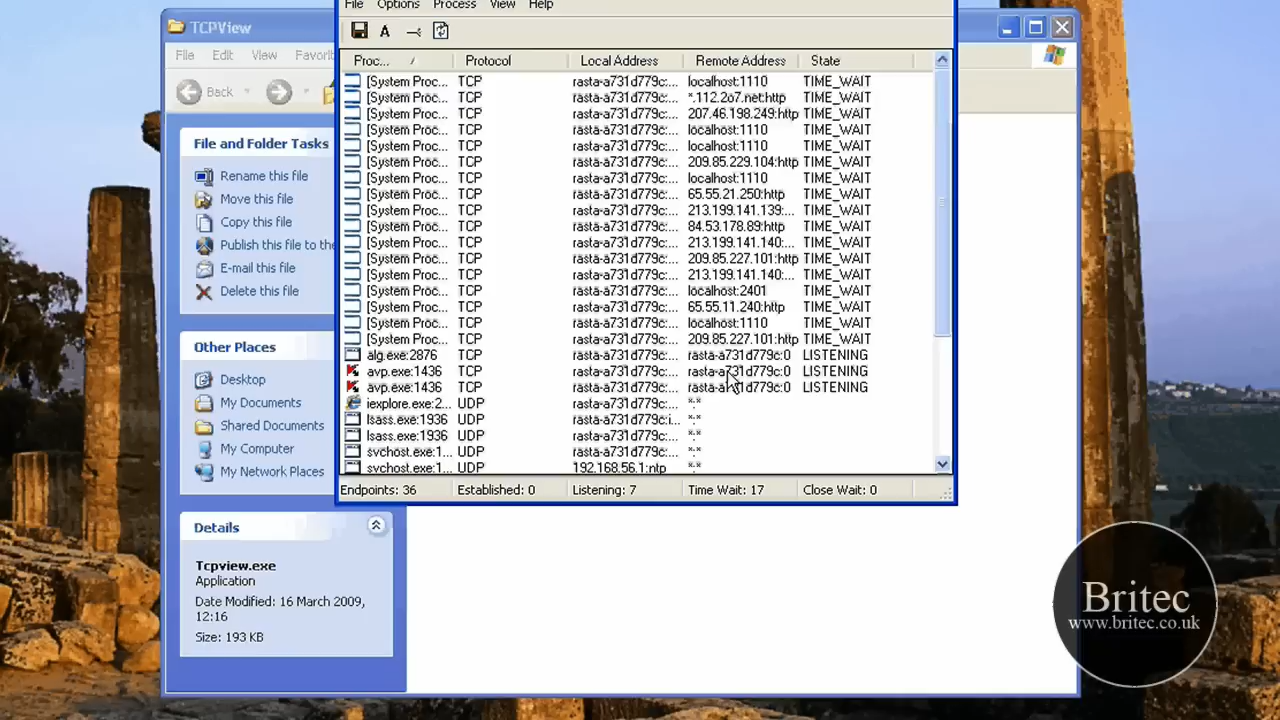 TCPView
File Edit View Favori
Back
File and Folder Tasks
Rename this file
Move this file
Copy this file
Publish this file to the
E-mail this file
Delete this file
Other Places
Desktop
My Documents
Shared Documents
My Computer
My Network Places
Details
Tcpview.exe
Application
Date Modified: 16 March 2009,
12:16
Size: 193 KB
File Options Process View Help
A
Proc... / Protocol Local Address Remote Address State
[System Proc... TCP rasta-a731d779c:... localhost:1110 TIME_WAIT
[System Proc... TCP rasta-a731d779c:... *.112.2o7.net:http TIME_WAIT
[System Proc... TCP rasta-a731d779c:... 207.46.198.249:http TIME_WAIT
[System Proc... TCP rasta-a731d779c:... localhost:1110 TIME_WAIT
[System Proc... TCP rasta-a731d779c:... localhost:1110 TIME_WAIT
[System Proc... TCP rasta-a731d779c:... 209.85.229.104:http TIME_WAIT
[System Proc... TCP rasta-a731d779c:... localhost:1110 TIME_WAIT
[System Proc... TCP rasta-a731d779c:... 65.55.21.250:http TIME_WAIT
[System Proc... TCP rasta-a731d779c:... 213.199.141.139:... TIME_WAIT
[System Proc... TCP rasta-a731d779c:... 84.53.178.89:http TIME_WAIT
[System Proc... TCP rasta-a731d779c:... 213.199.141.140:... TIME_WAIT
[System Proc... TCP rasta-a731d779c:... 209.85.227.101:http TIME_WAIT
[System Proc... TCP rasta-a731d779c:... 213.199.141.140:... TIME_WAIT
[System Proc... TCP rasta-a731d779c:... localhost:2401 TIME_WAIT
[System Proc... TCP rasta-a731d779c:... 65.55.11.240:http TIME_WAIT
[System Proc... TCP rasta-a731d779c:... localhost:1110 TIME_WAIT
[System Proc... TCP rasta-a731d779c:... 209.85.227.101:http TIME_WAIT
alg.exe:2876 TCP rasta-a731d779c:... rasta-a731d779c:0 LISTENING
avp.exe:1436 TCP rasta-a731d779c:... rasta-a731d779c:0 LISTENING
avp.exe:1436 TCP rasta-a731d779c:... rasta-a731d779c:0 LISTENING
iexplore.exe:2... UDP rasta-a731d779c:... *:*
lsass.exe:1936 UDP rasta-a731d779c:i... *:*
lsass.exe:1936 UDP rasta-a731d779c:... *:*
svchost.exe:1... UDP rasta-a731d779c:... *:*
svchost.exe:1... UDP 192.168.56.1:ntp *:*
Endpoints: 36 Established: 0 Listening: 7 Time Wait: 17 Close Wait: 0
Britec
www.britec.co.uk